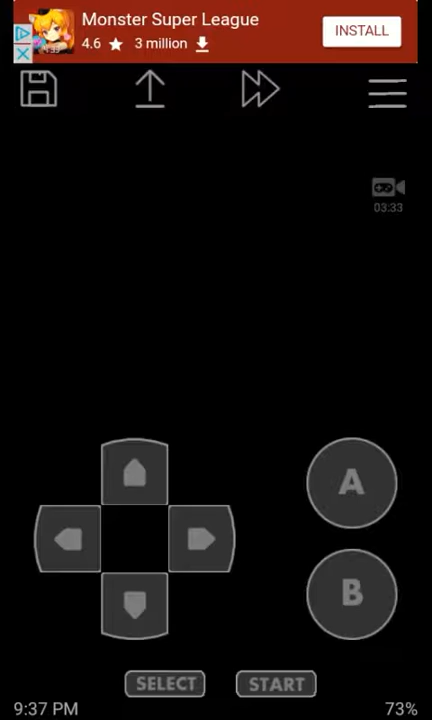 Monster Super League
4.6 ★ 3 million
INSTALL
03:33
A
B
SELECT
START
9:37 PM
73%